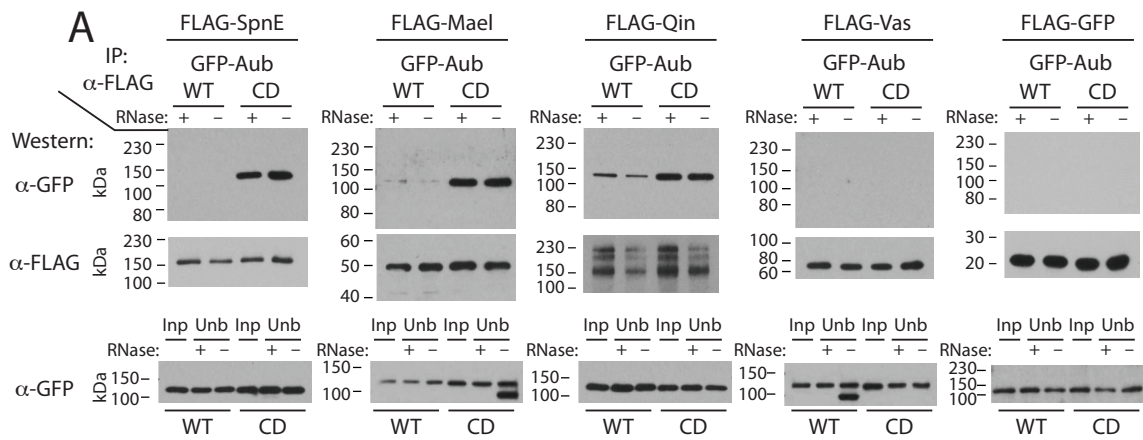 A
FLAG-SpnE FLAG-Mael FLAG-Qin FLAG-Vas FLAG-GFP
IP:
α-FLAG
GFP-Aub GFP-Aub GFP-Aub GFP-Aub GFP-Aub
WT CD WT CD WT CD WT CD WT CD
RNase: + − + − RNase: + − + − RNase: + − + − RNase: + − + − RNase: + − + −
Western:
α-GFP
kDa
230 150 100 80
230 150 100 80
230 150 100 80
230 150 100 80
230 150 100 80
α-FLAG
kDa
230 150 100
60 50 40
230 150 100
100 80 60
30 20
Inp Unb Inp Unb Inp Unb Inp Unb Inp Unb Inp Unb Inp Unb Inp Unb Inp Unb Inp Unb
RNase: + − + − RNase: + − + − RNase: + − + − RNase: + − + − RNase: + − + −
α-GFP
kDa
150 100
150 100
150 100
150 100
230 150 100
WT CD WT CD WT CD WT CD WT CD